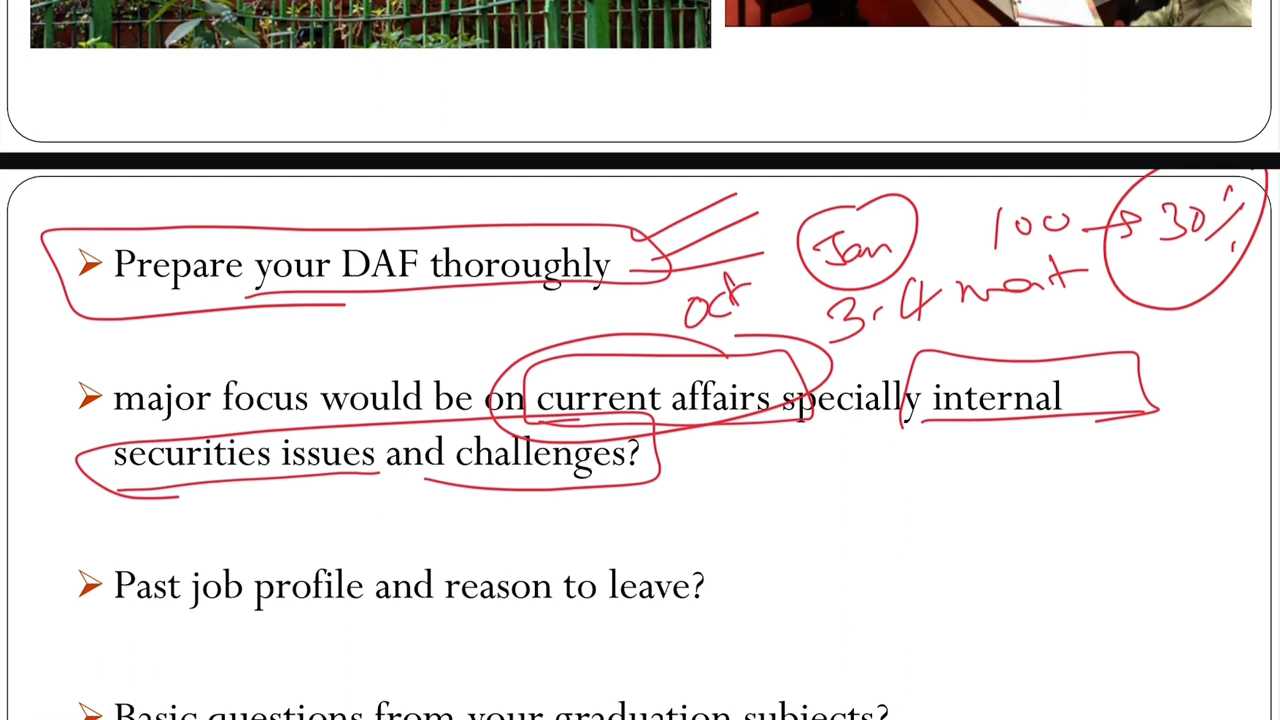 Prepare your DAF thoroughly
Jan
100 → 30%
oct
3.4
major focus would be on current affairs specially internal
securities issues and challenges?
Past job profile and reason to leave?
Basic questions from your graduation subjects?